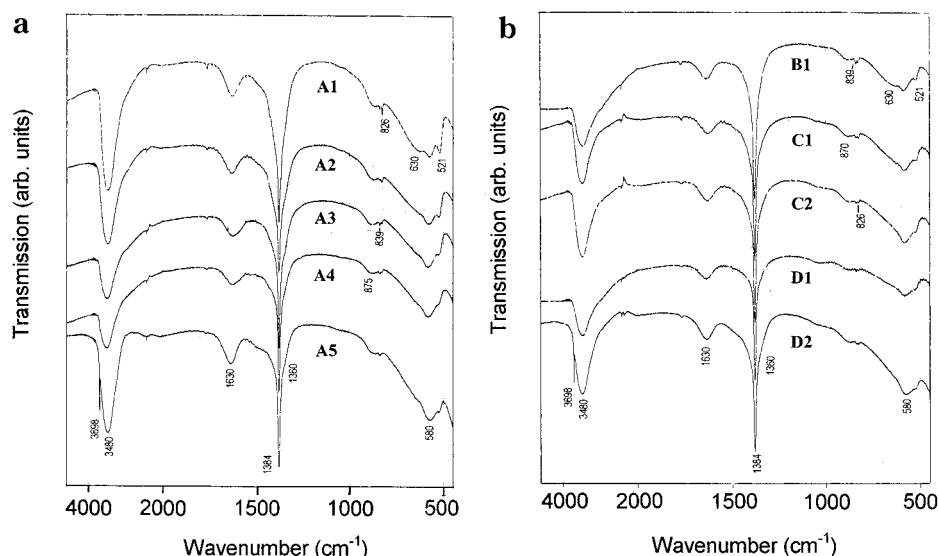 a
Transmission (arb. units)
A1
826
630
521
A2
A3
839
A4
875
A5
3698
3480
1630
1384
1360
580
4000 2000 1500 1000 500
Wavenumber (cm-1)
b
Transmission (arb. units)
B1
839
630
521
C1
870
C2
826
D1
D2
3698
3480
1630
1384
1360
580
4000 2000 1500 1000 500
Wavenumber (cm-1)